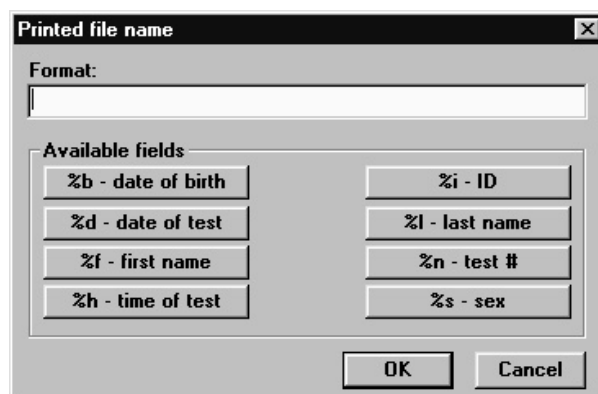 Printed file name
Format:
Available fields
%b - date of birth
%i - ID
%d - date of test
%l - last name
%f - first name
%n - test #
%h - time of test
%s - sex
OK
Cancel